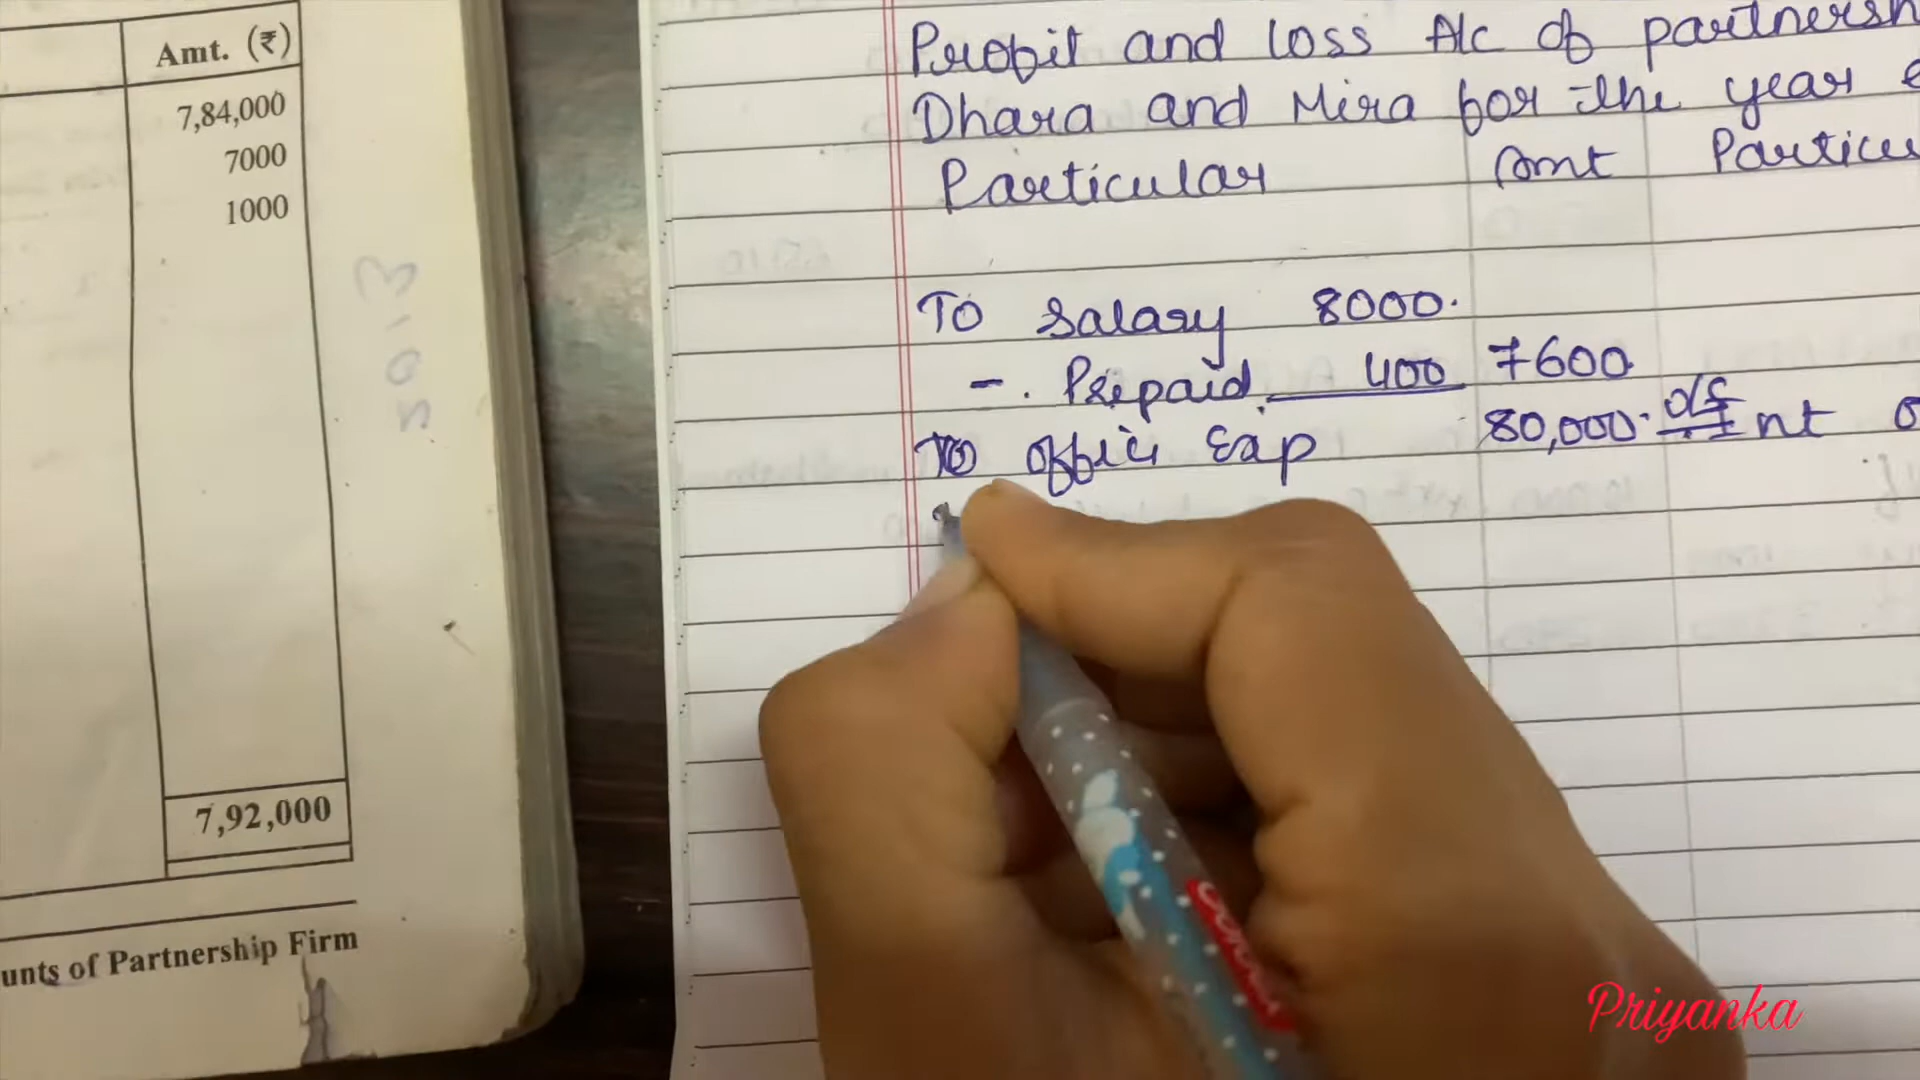 Amt. (₹)
7,84,000
7000
1000
7,92,000
unts of Partnership Firm
Profit and loss A/c of partnersh
Dhara and Mira for the year e
Particular Amt Particu
To Salary 8000.
- . Prepaid. 400 7600
To offic Exp 80,000. o/s Int o
Priyanka